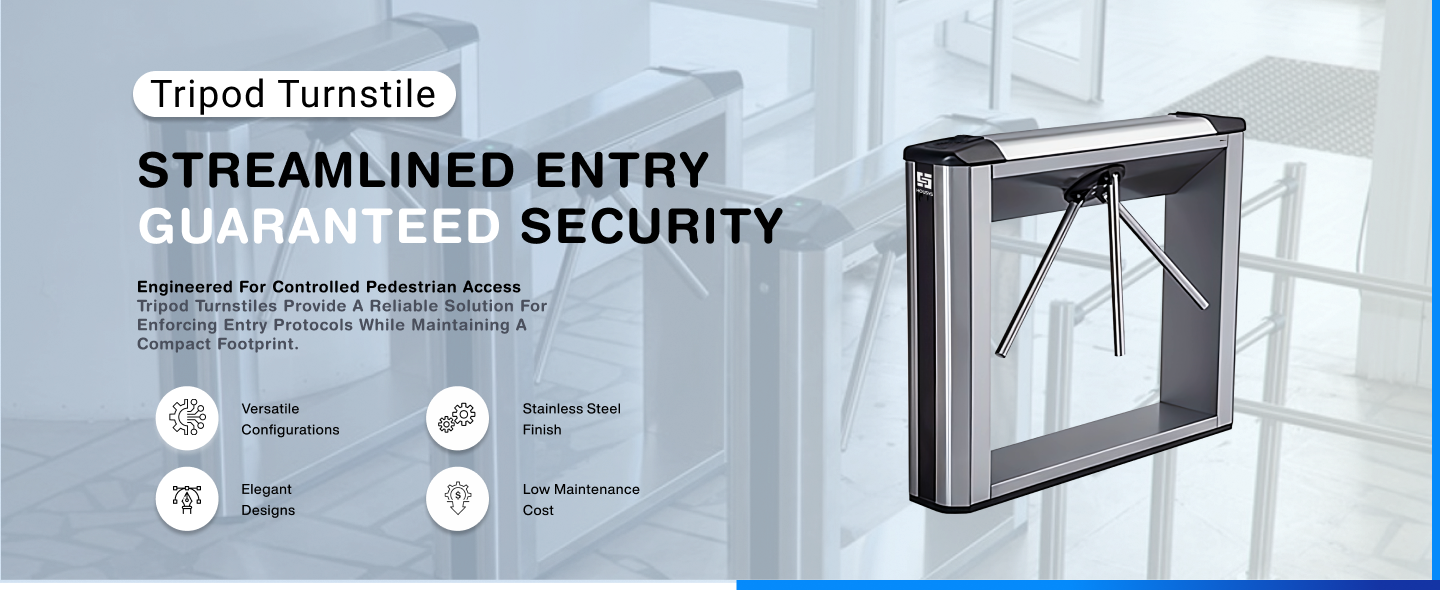 Tripod Turnstile
STREAMLINED ENTRY
GUARANTEED SECURITY
Engineered For Controlled Pedestrian Access
Tripod Turnstiles Provide A Reliable Solution For
Enforcing Entry Protocols While Maintaining A
Compact Footprint.
Versatile
Configurations
Stainless Steel
Finish
Elegant
Designs
$
Low Maintenance
Cost